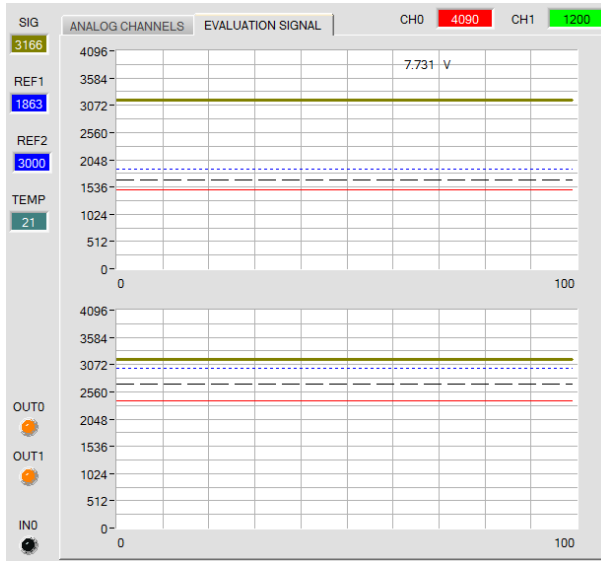 SIG
3166
REF1
1863
REF2
3000
TEMP
21
OUT0
OUT1
IN0
ANALOG CHANNELS EVALUATION SIGNAL CH0 4090 CH1 1200
7.731 V
4096
3584
3072
2560
2048
1536
1024
512
0
0 100
4096
3584
3072
2560
2048
1536
1024
512
0
0 100